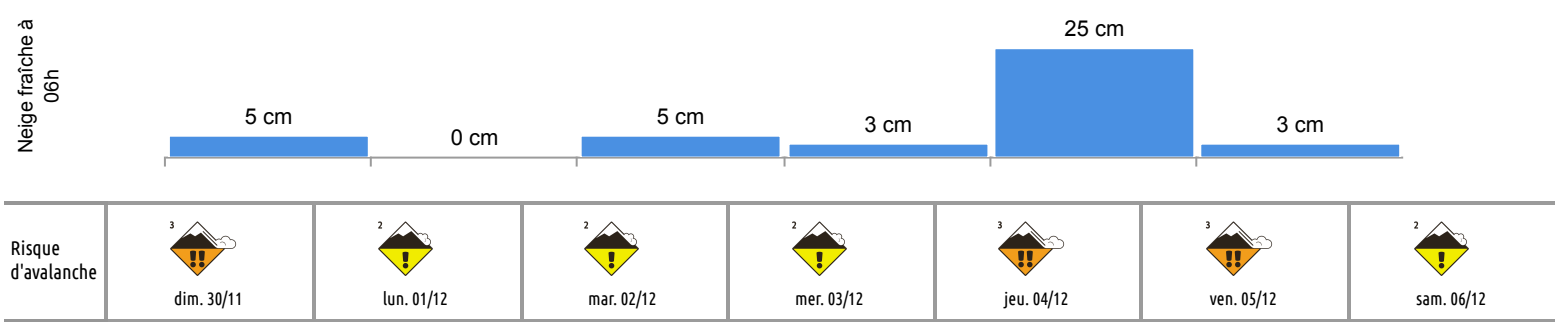 Neige fraîche à
06h
5 cm
0 cm
5 cm
3 cm
25 cm
3 cm
Risque
d'avalanche
3
2
2
2
3
3
2
!!
!
!
!
!!
!!
!
dim. 30/11
lun. 01/12
mar. 02/12
mer. 03/12
jeu. 04/12
ven. 05/12
sam. 06/12